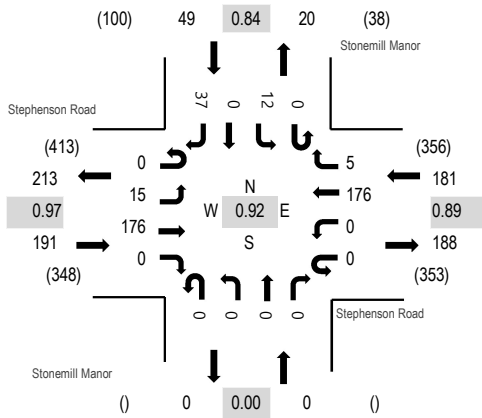 (100) 49 0.84 20 (38)
Stonemill Manor
37 0 12 0
Stephenson Road
(413) 0 5 (356)
213 15 N 176 181
0.97 W 0.92 E 0.89
191 176 S 0 188
(348) 0 0 (353)
0 0 0 0
Stephenson Road
Stonemill Manor
() 0 0.00 0 ()